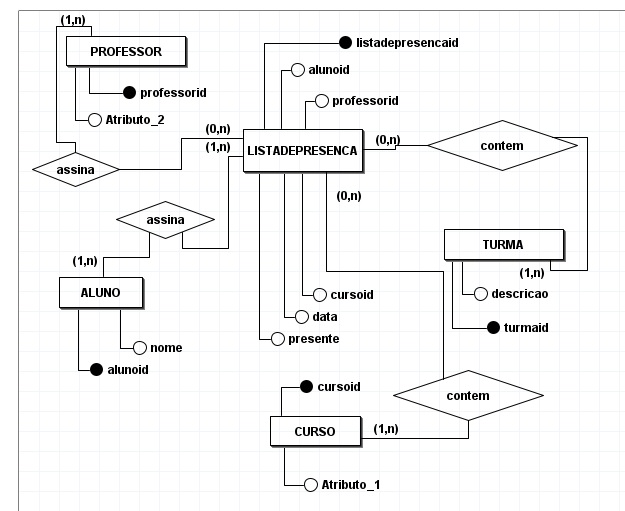 (1,n)
PROFESSOR
listadepresencaid
alunoid
professorid
professorid
Atributo_2
(0,n)
(1,n)
LISTADEPRESENCA
(0,n)
contem
assina
(0,n)
assina
TURMA
(1,n)
(1,n)
ALUNO
cursoid
descricao
data
turmaid
presente
nome
alunoid
cursoid
contem
CURSO
(1,n)
Atributo_1